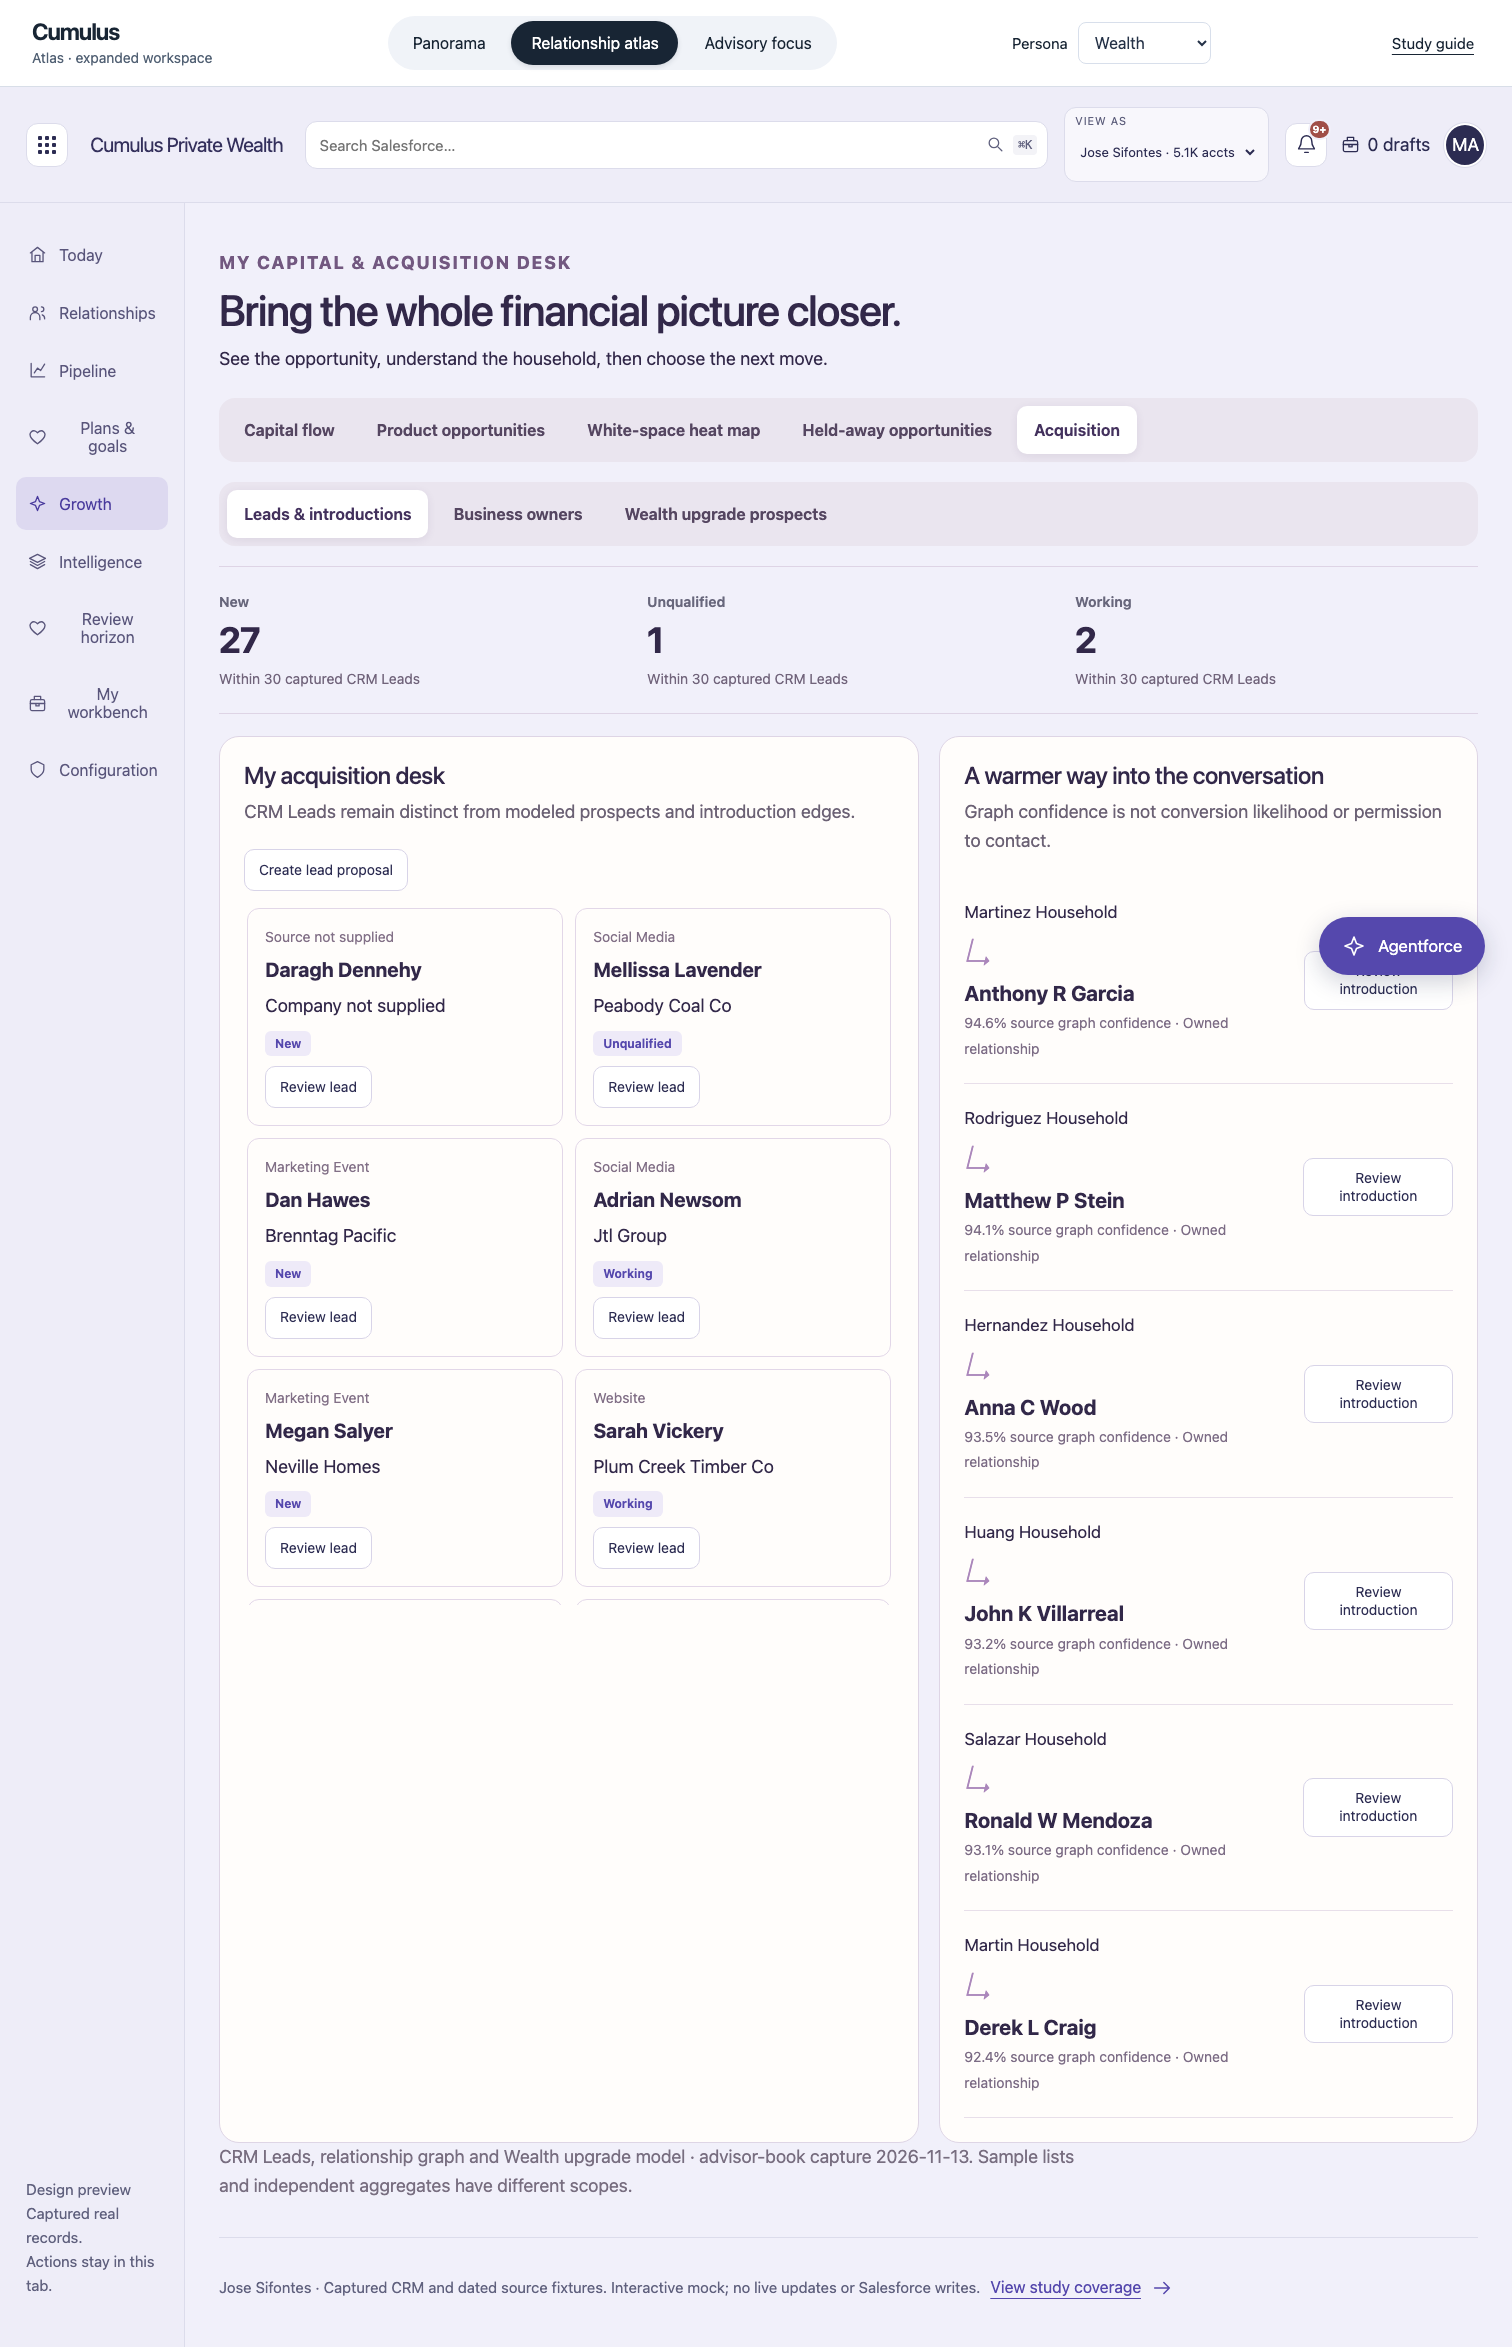 Cumulus
Atlas · expanded workspace
Panorama
Relationship atlas
Advisory focus
Persona
Wealth
Study guide
Cumulus Private Wealth
Search Salesforce...
⌘K
VIEW AS
Jose Sifontes · 5.1K accts
9+
0 drafts
MA
Today
Relationships
Pipeline
Plans &
goals
Growth
Intelligence
Review
horizon
My
workbench
Configuration
Design preview
Captured real
records.
Actions stay in this
tab.
MY CAPITAL & ACQUISITION DESK
Bring the whole financial picture closer.
See the opportunity, understand the household, then choose the next move.
Capital flow
Product opportunities
White-space heat map
Held-away opportunities
Acquisition
Leads & introductions
Business owners
Wealth upgrade prospects
New
27
Within 30 captured CRM Leads
Unqualified
1
Within 30 captured CRM Leads
Working
2
Within 30 captured CRM Leads
My acquisition desk
CRM Leads remain distinct from modeled prospects and introduction edges.
Create lead proposal
Source not supplied
Daragh Dennehy
Company not supplied
New
Review lead
Social Media
Mellissa Lavender
Peabody Coal Co
Unqualified
Review lead
Marketing Event
Dan Hawes
Brenntag Pacific
New
Review lead
Social Media
Adrian Newsom
Jtl Group
Working
Review lead
Marketing Event
Megan Salyer
Neville Homes
New
Review lead
Website
Sarah Vickery
Plum Creek Timber Co
Working
Review lead
A warmer way into the conversation
Graph confidence is not conversion likelihood or permission
to contact.
Martinez Household
Anthony R Garcia
94.6% source graph confidence · Owned
relationship
introduction
Agentforce
Rodriguez Household
Matthew P Stein
94.1% source graph confidence · Owned
relationship
Review
introduction
Hernandez Household
Anna C Wood
93.5% source graph confidence · Owned
relationship
Review
introduction
Huang Household
John K Villarreal
93.2% source graph confidence · Owned
relationship
Review
introduction
Salazar Household
Ronald W Mendoza
93.1% source graph confidence · Owned
relationship
Review
introduction
Martin Household
Derek L Craig
92.4% source graph confidence · Owned
relationship
Review
introduction
CRM Leads, relationship graph and Wealth upgrade model · advisor-book capture 2026-11-13. Sample lists
and independent aggregates have different scopes.
Jose Sifontes · Captured CRM and dated source fixtures. Interactive mock; no live updates or Salesforce writes.
View study coverage